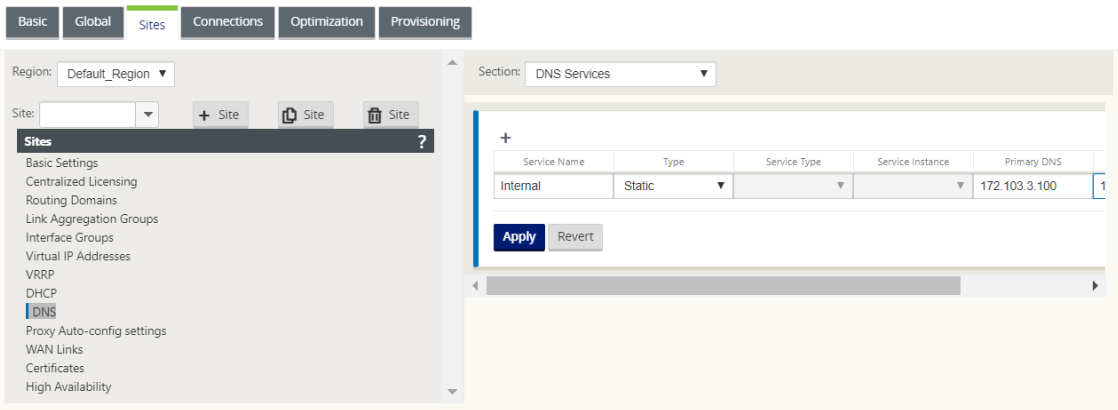 Basic Global Sites Connections Optimization Provisioning
Region: Default_Region
Site: + Site Site Site
Sites ?
Basic Settings
Centralized Licensing
Routing Domains
Link Aggregation Groups
Interface Groups
Virtual IP Addresses
VRRP
DHCP
DNS
Proxy Auto-config settings
WAN Links
Certificates
High Availability
Section: DNS Services
+
Service Name Type Service Type Service Instance Primary DNS
Internal Static 172.103.3.100 1
Apply Revert